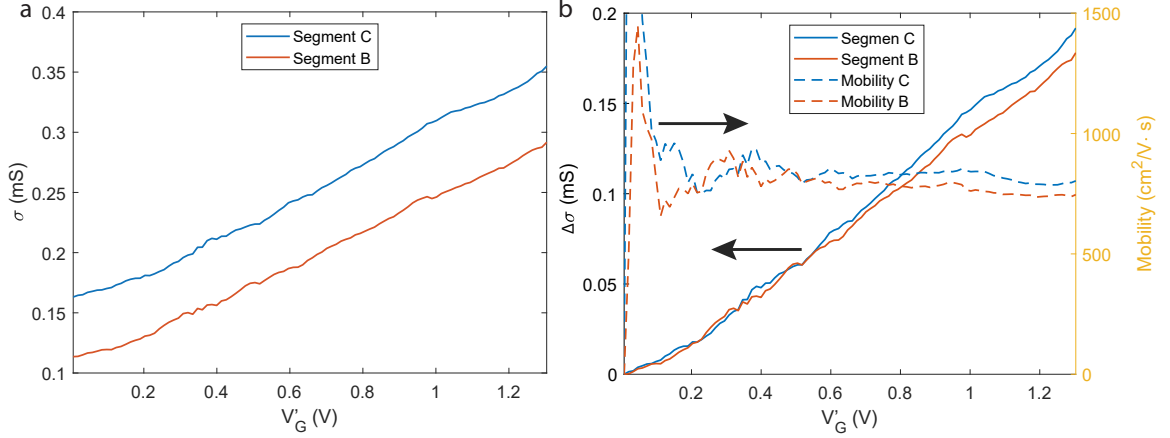 a
Segment C
Segment B
0.4
0.35
0.3
0.25
0.2
0.15
0.1
σ (mS)
0.2
0.4
0.6
0.8
1
1.2
V'G (V)
b
Segmen C
Segment B
Mobility C
Mobility B
0.2
0.15
0.1
0.05
0
Δσ (mS)
1500
1000
500
0
Mobility (cm²/V· s)
0.2
0.4
0.6
0.8
1
1.2
V'G (V)